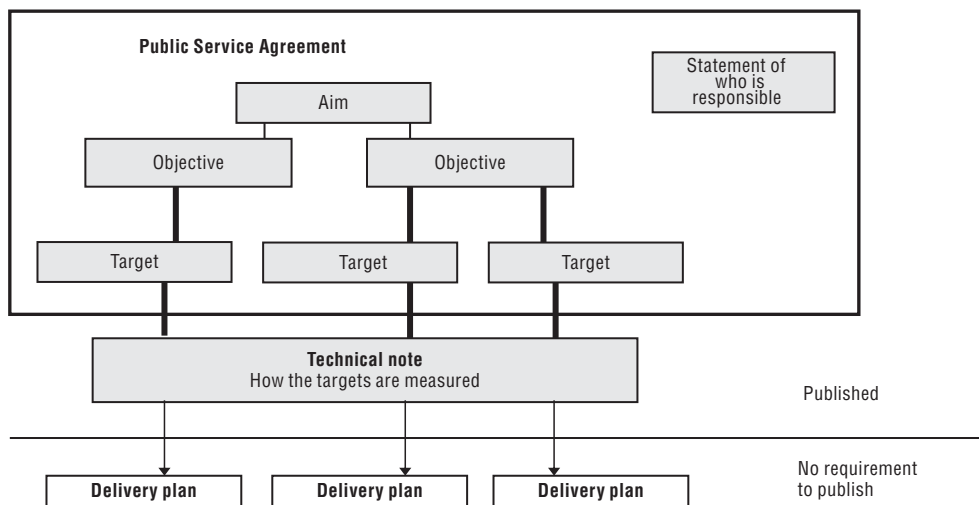 Public Service Agreement
Statement of
who is
responsible
Aim
Objective
Objective
Target
Target
Target
Technical note
How the targets are measured
Published
Delivery plan
Delivery plan
Delivery plan
No requirement
to publish